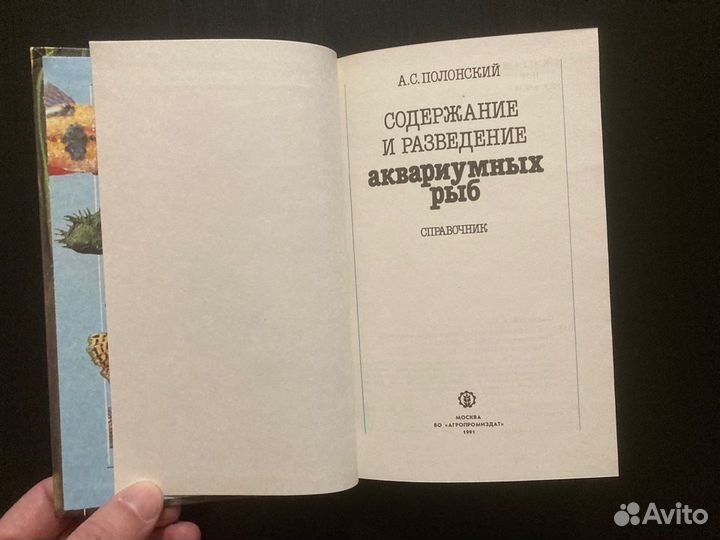 А.С.ПОЛОНСКИЙ
СОДЕРЖАНИЕ
И РАЗВЕДЕНИЕ
аквариумных
рыб
СПРАВОЧНИК
МОСКВА
ВО «АГРОПРОМИЗДАТ»
1991
Avito